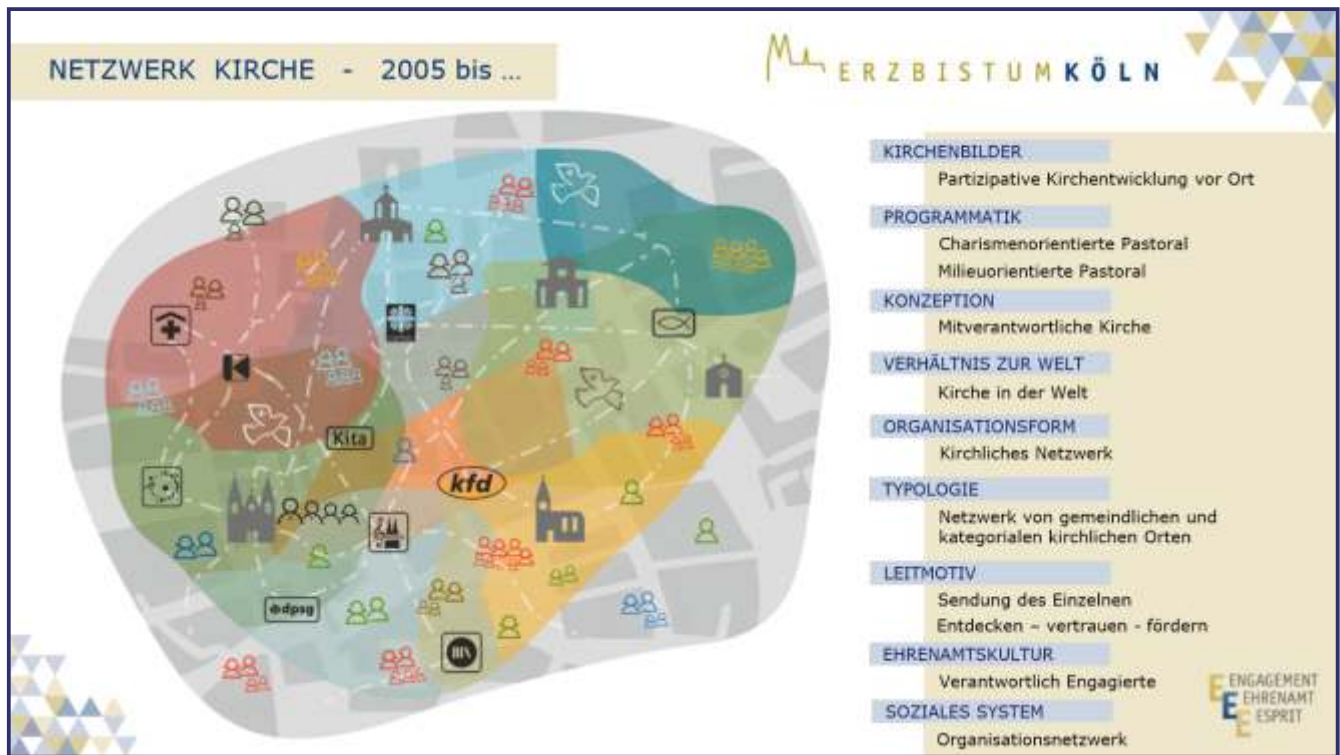 NETZWERK KIRCHE - 2005 bis ...
ERZBISTUM KÖLN
KIRCHENBILDER
Partizipative Kirchentwicklung vor Ort
PROGRAMMATIK
Charismenorientierte Pastoral
Milieuorientierte Pastoral
KONZEPTION
Mitverantwortliche Kirche
VERHÄLTNIS ZUR WELT
Kirche in der Welt
ORGANISATIONSFORM
Kirchliches Netzwerk
TYPOLOGIE
Netzwerk von gemeindlichen und
kategorialen kirchlichen Orten
LEITMOTIV
Sendung des Einzelnen
Entdecken – vertrauen - fördern
EHRENAMTSKULTUR
Verantwortlich Engagierte
SOZIALES SYSTEM
Organisationsnetzwerk
Kita
kfd
dpsg
ENGAGEMENT
EHRENAMT
ESPRIT